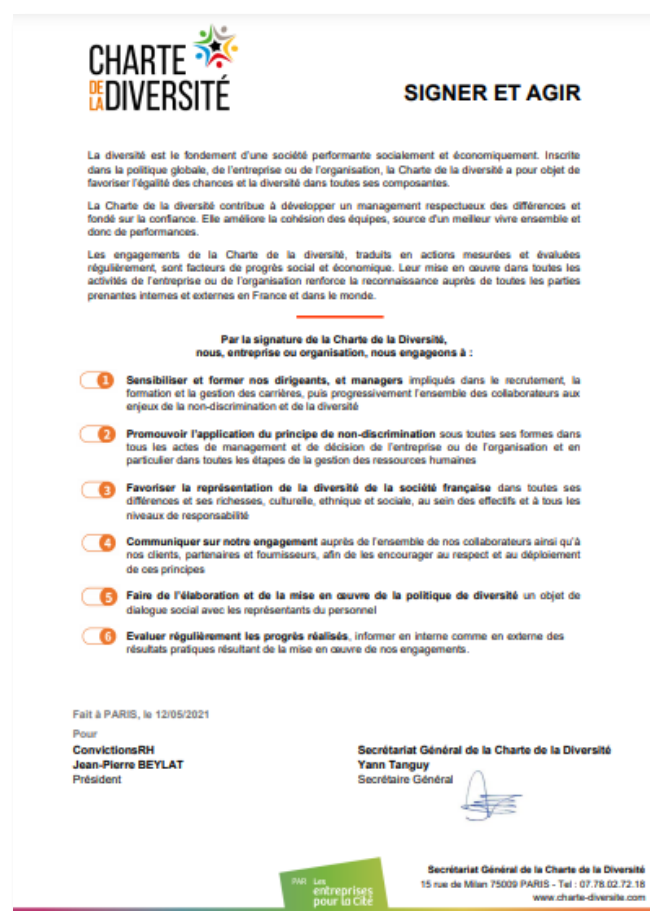 CHARTE
DE LA DIVERSITÉ
SIGNER ET AGIR
La diversité est le fondement d'une société performante socialement et économiquement. Inscrite
dans la politique globale, de l'entreprise ou de l'organisation, la Charte de la diversité a pour objet de
favoriser l'égalité des chances et la diversité dans toutes ses composantes.
La Charte de la diversité contribue à développer un management respectueux des différences et
fondé sur la confiance. Elle améliore la cohésion des équipes, source d'un meilleur vivre ensemble et
donc de performances.
Les engagements de la Charte de la diversité, traduits en actions mesurées et évaluées
régulièrement, sont facteurs de progrès social et économique. Leur mise en œuvre dans toutes les
activités de l'entreprise ou de l'organisation renforce la reconnaissance auprès de toutes les parties
prenantes internes et externes en France et dans le monde.
Par la signature de la Charte de la Diversité,
nous, entreprise ou organisation, nous engageons à :
1 Sensibiliser et former nos dirigeants, et managers impliqués dans le recrutement, la
formation et la gestion des carrières, puis progressivement l'ensemble des collaborateurs aux
enjeux de la non-discrimination et de la diversité
2 Promouvoir l'application du principe de non-discrimination sous toutes ses formes dans
tous les actes de management et de décision de l'entreprise ou de l'organisation et en
particulier dans toutes les étapes de la gestion des ressources humaines
3 Favoriser la représentation de la diversité de la société française dans toutes ses
différences et ses richesses, culturelle, ethnique et sociale, au sein des effectifs et à tous les
niveaux de responsabilité
4 Communiquer sur notre engagement auprès de l'ensemble de nos collaborateurs ainsi qu'à
nos clients, partenaires et fournisseurs, afin de les encourager au respect et au déploiement
de ces principes
5 Faire de l'élaboration et de la mise en œuvre de la politique de diversité un objet de
dialogue social avec les représentants du personnel
6 Evaluer régulièrement les progrès réalisés, informer en interne comme en externe des
résultats pratiques résultant de la mise en œuvre de nos engagements.
Fait à PARIS, le 12/05/2021
Pour
ConvictionsRH
Jean-Pierre BEYLAT
Président
Secrétariat Général de la Charte de la Diversité
Yann Tanguy
Secrétaire Général
PAR Les
entreprises
pour la Cité
Secrétariat Général de la Charte de la Diversité
15 rue de Milan 75009 PARIS - Tel : 07.78.02.72.18
www.charte-diversite.com